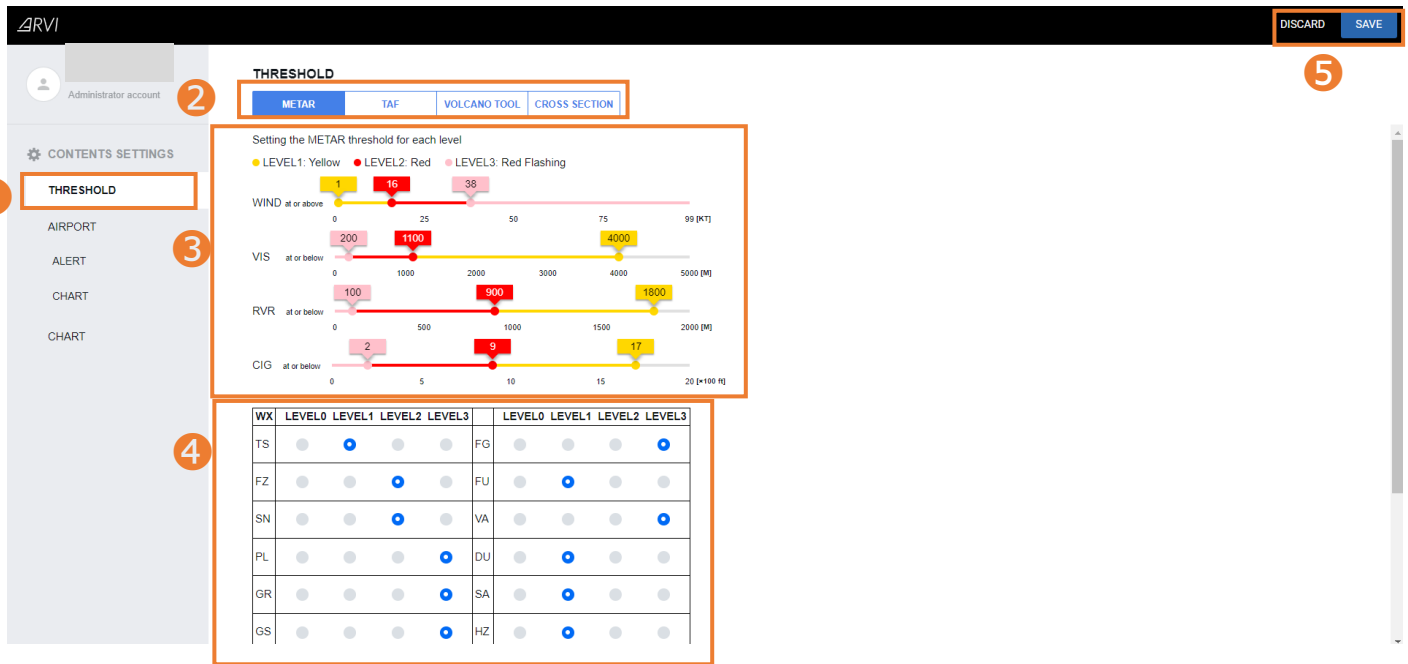 ARVI
DISCARD SAVE
5
Administrator account
THRESHOLD
2
METAR TAF VOLCANO TOOL CROSS SECTION
CONTENTS SETTINGS
THRESHOLD
AIRPORT
ALERT
CHART
CHART
3
Setting the METAR threshold for each level
LEVEL1: Yellow LEVEL2: Red LEVEL3: Red Flashing
1 16 38
WIND at or above
0 25 50 75 99 [KT]
200 1100 4000
VIS at or below
0 1000 2000 3000 4000 5000 [M]
100 900 1800
RVR at or below
0 500 1000 1500 2000 [M]
2 9 17
CIG at or below
0 5 10 15 20 [×100 ft]
4
WX LEVEL0 LEVEL1 LEVEL2 LEVEL3 LEVEL0 LEVEL1 LEVEL2 LEVEL3
TS FG
FZ FU
SN VA
PL DU
GR SA
GS HZ